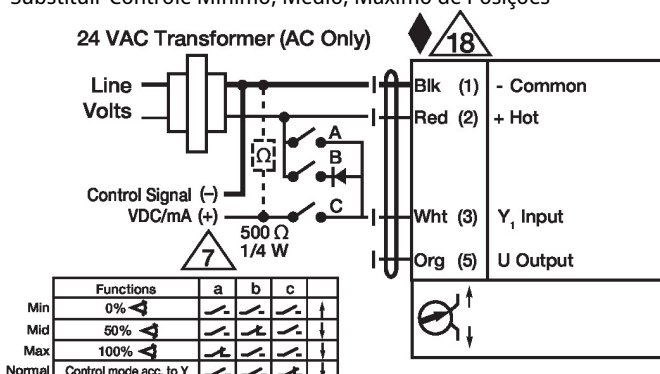 Substituir Controle Mínimo, Médio, Máximo de Posições
24 VAC Transformer (AC Only)
18
Line
Volts
Blk (1) - Common
Red (2) + Hot
A
Ω
B
Control Signal (–)
VDC/mA (+)
C
Wht (3) Y1 Input
500 Ω
1/4 W
7
Org (5) U Output
Functions a b c
Min 0%
Mid 50%
Max 100%
Normal Control mode acc. to Y